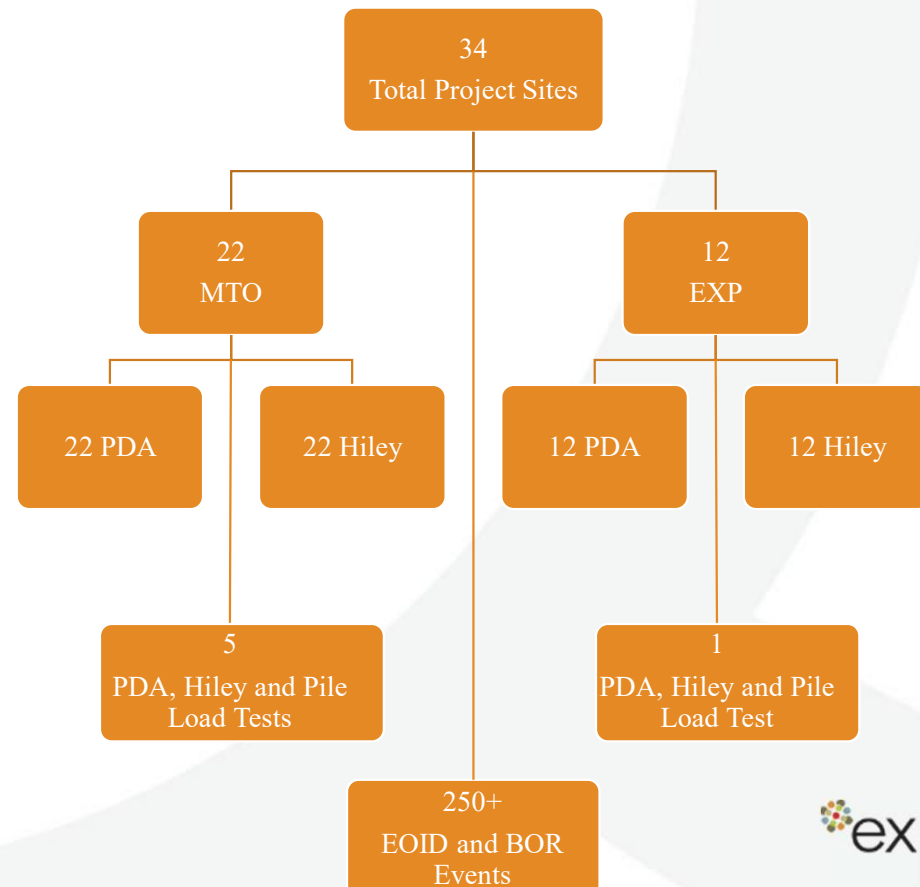 34
Total Project Sites
22
MTO
12
EXP
22 PDA
22 Hiley
12 PDA
12 Hiley
5
PDA, Hiley and Pile
Load Tests
1
PDA, Hiley and Pile
Load Test
250+
EOID and BOR
Events
ex